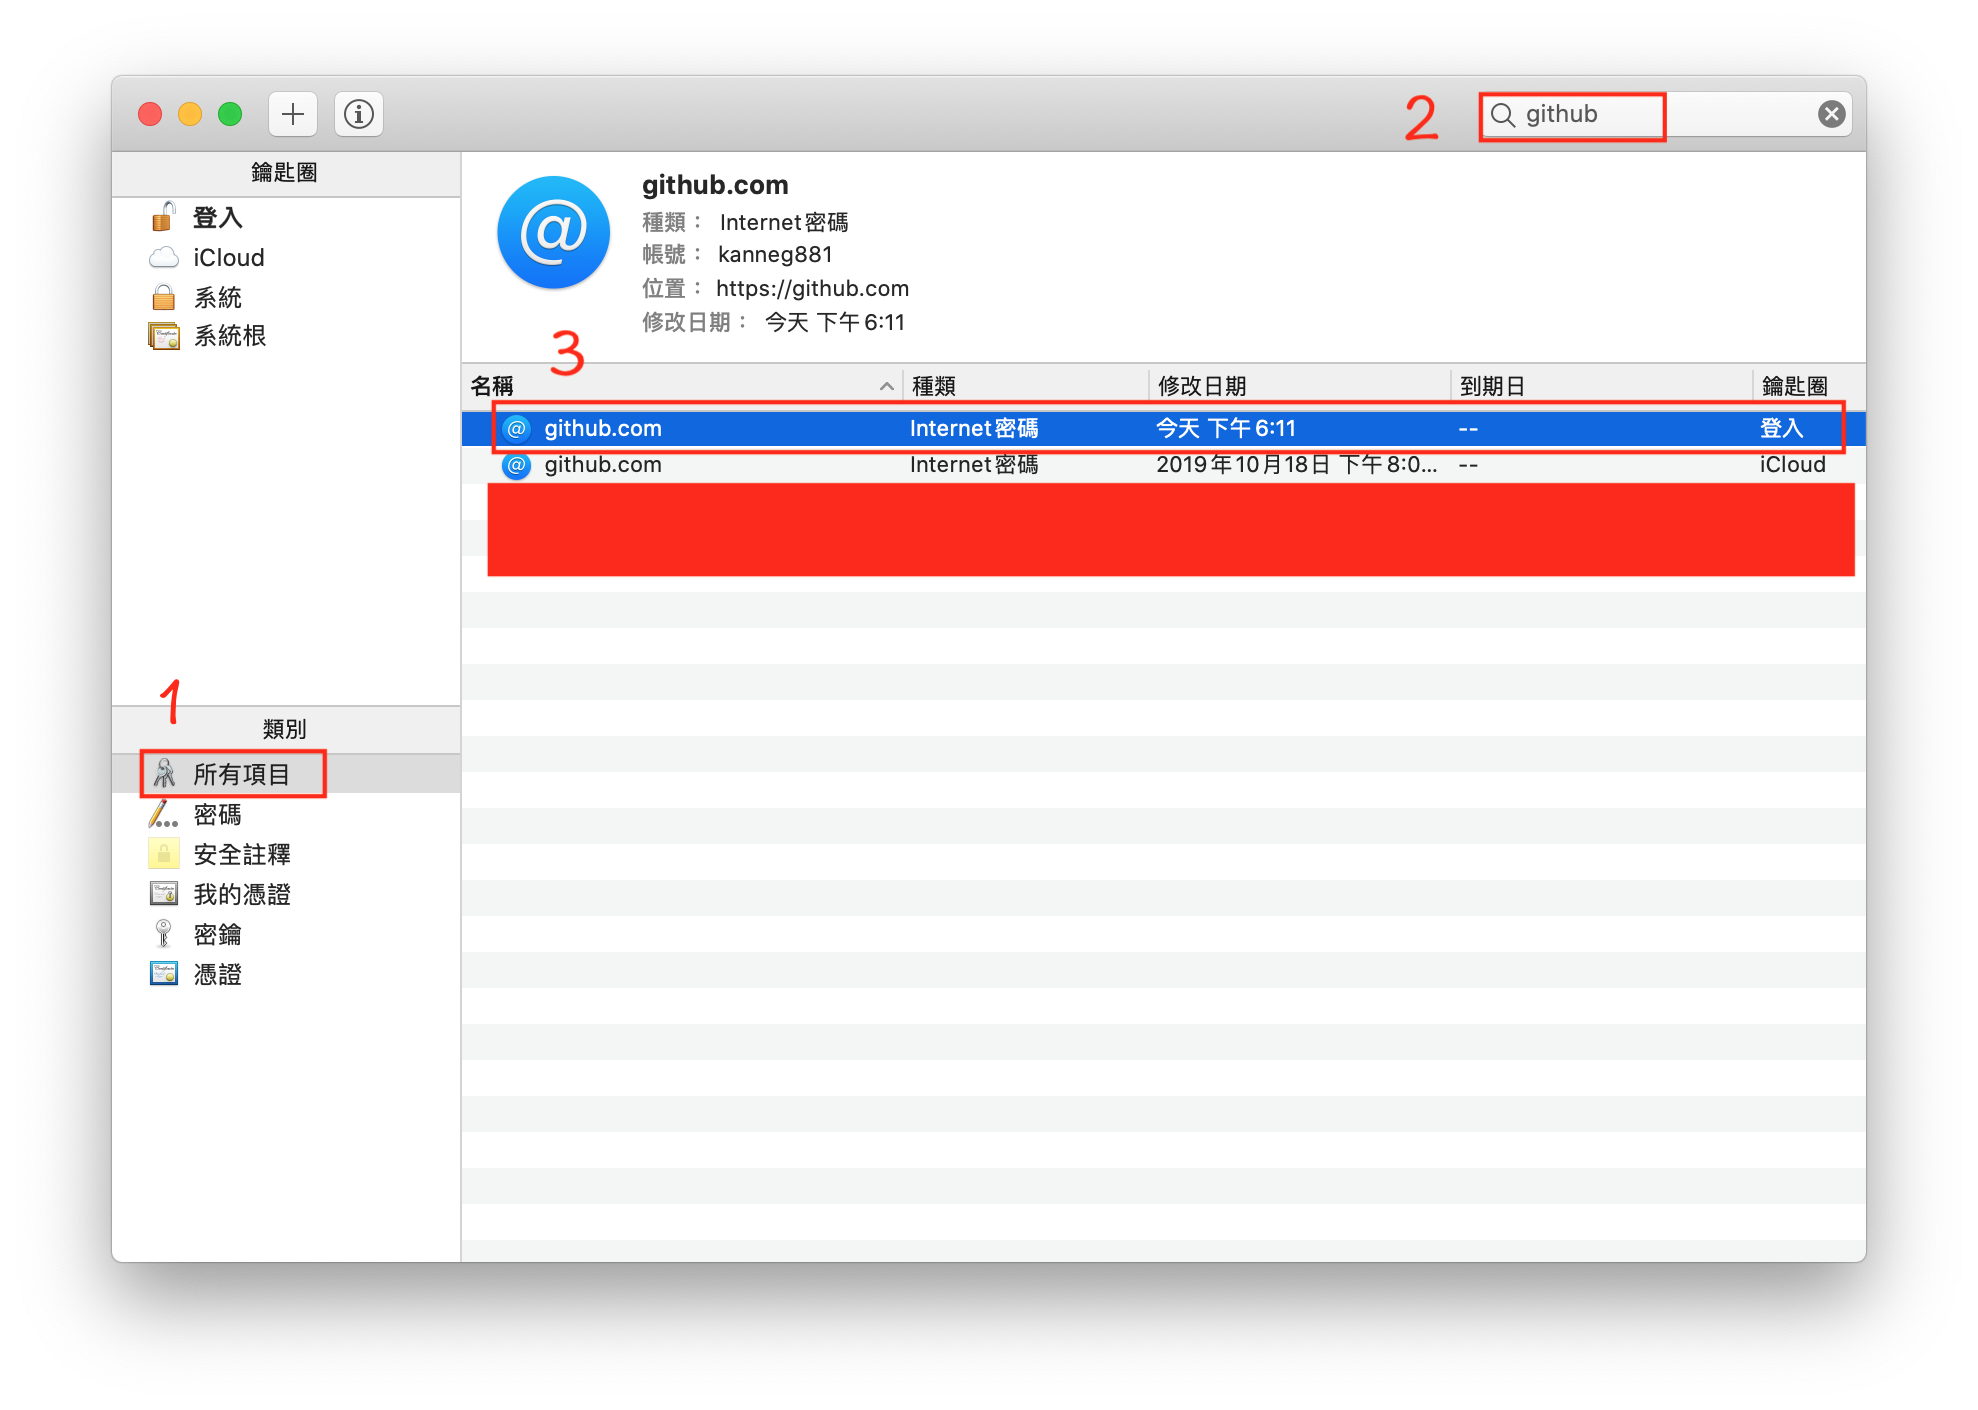 2
github
鑰匙圈
登入
iCloud
系統
系統根
github.com
種類： Internet密碼
帳號： kanneg881
位置： https://github.com
修改日期： 今天 下午6:11
3
名稱 種類 修改日期 到期日 鑰匙圈
github.com Internet密碼 今天 下午6:11 -- 登入
github.com Internet密碼 2019年10月18日 下午8:0... -- iCloud
1
類別
所有項目
密碼
安全註釋
我的憑證
密鑰
憑證